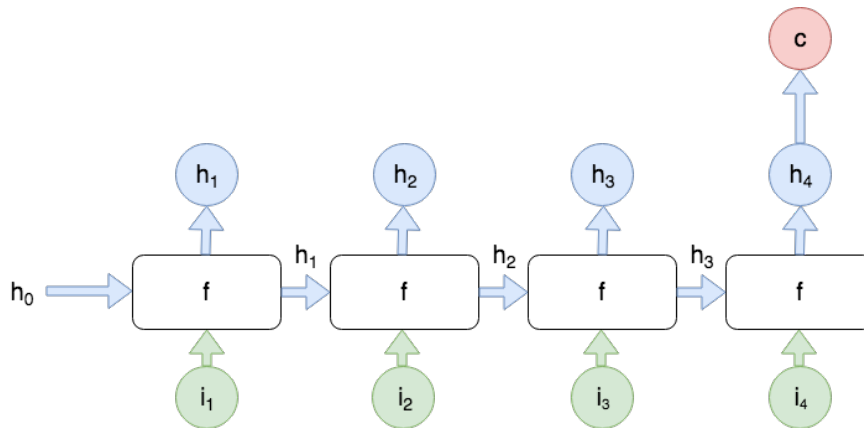 c
h₁
h₂
h₃
h₄
h₀
f
h₁
f
h₂
f
h₃
f
i₁
i₂
i₃
i₄